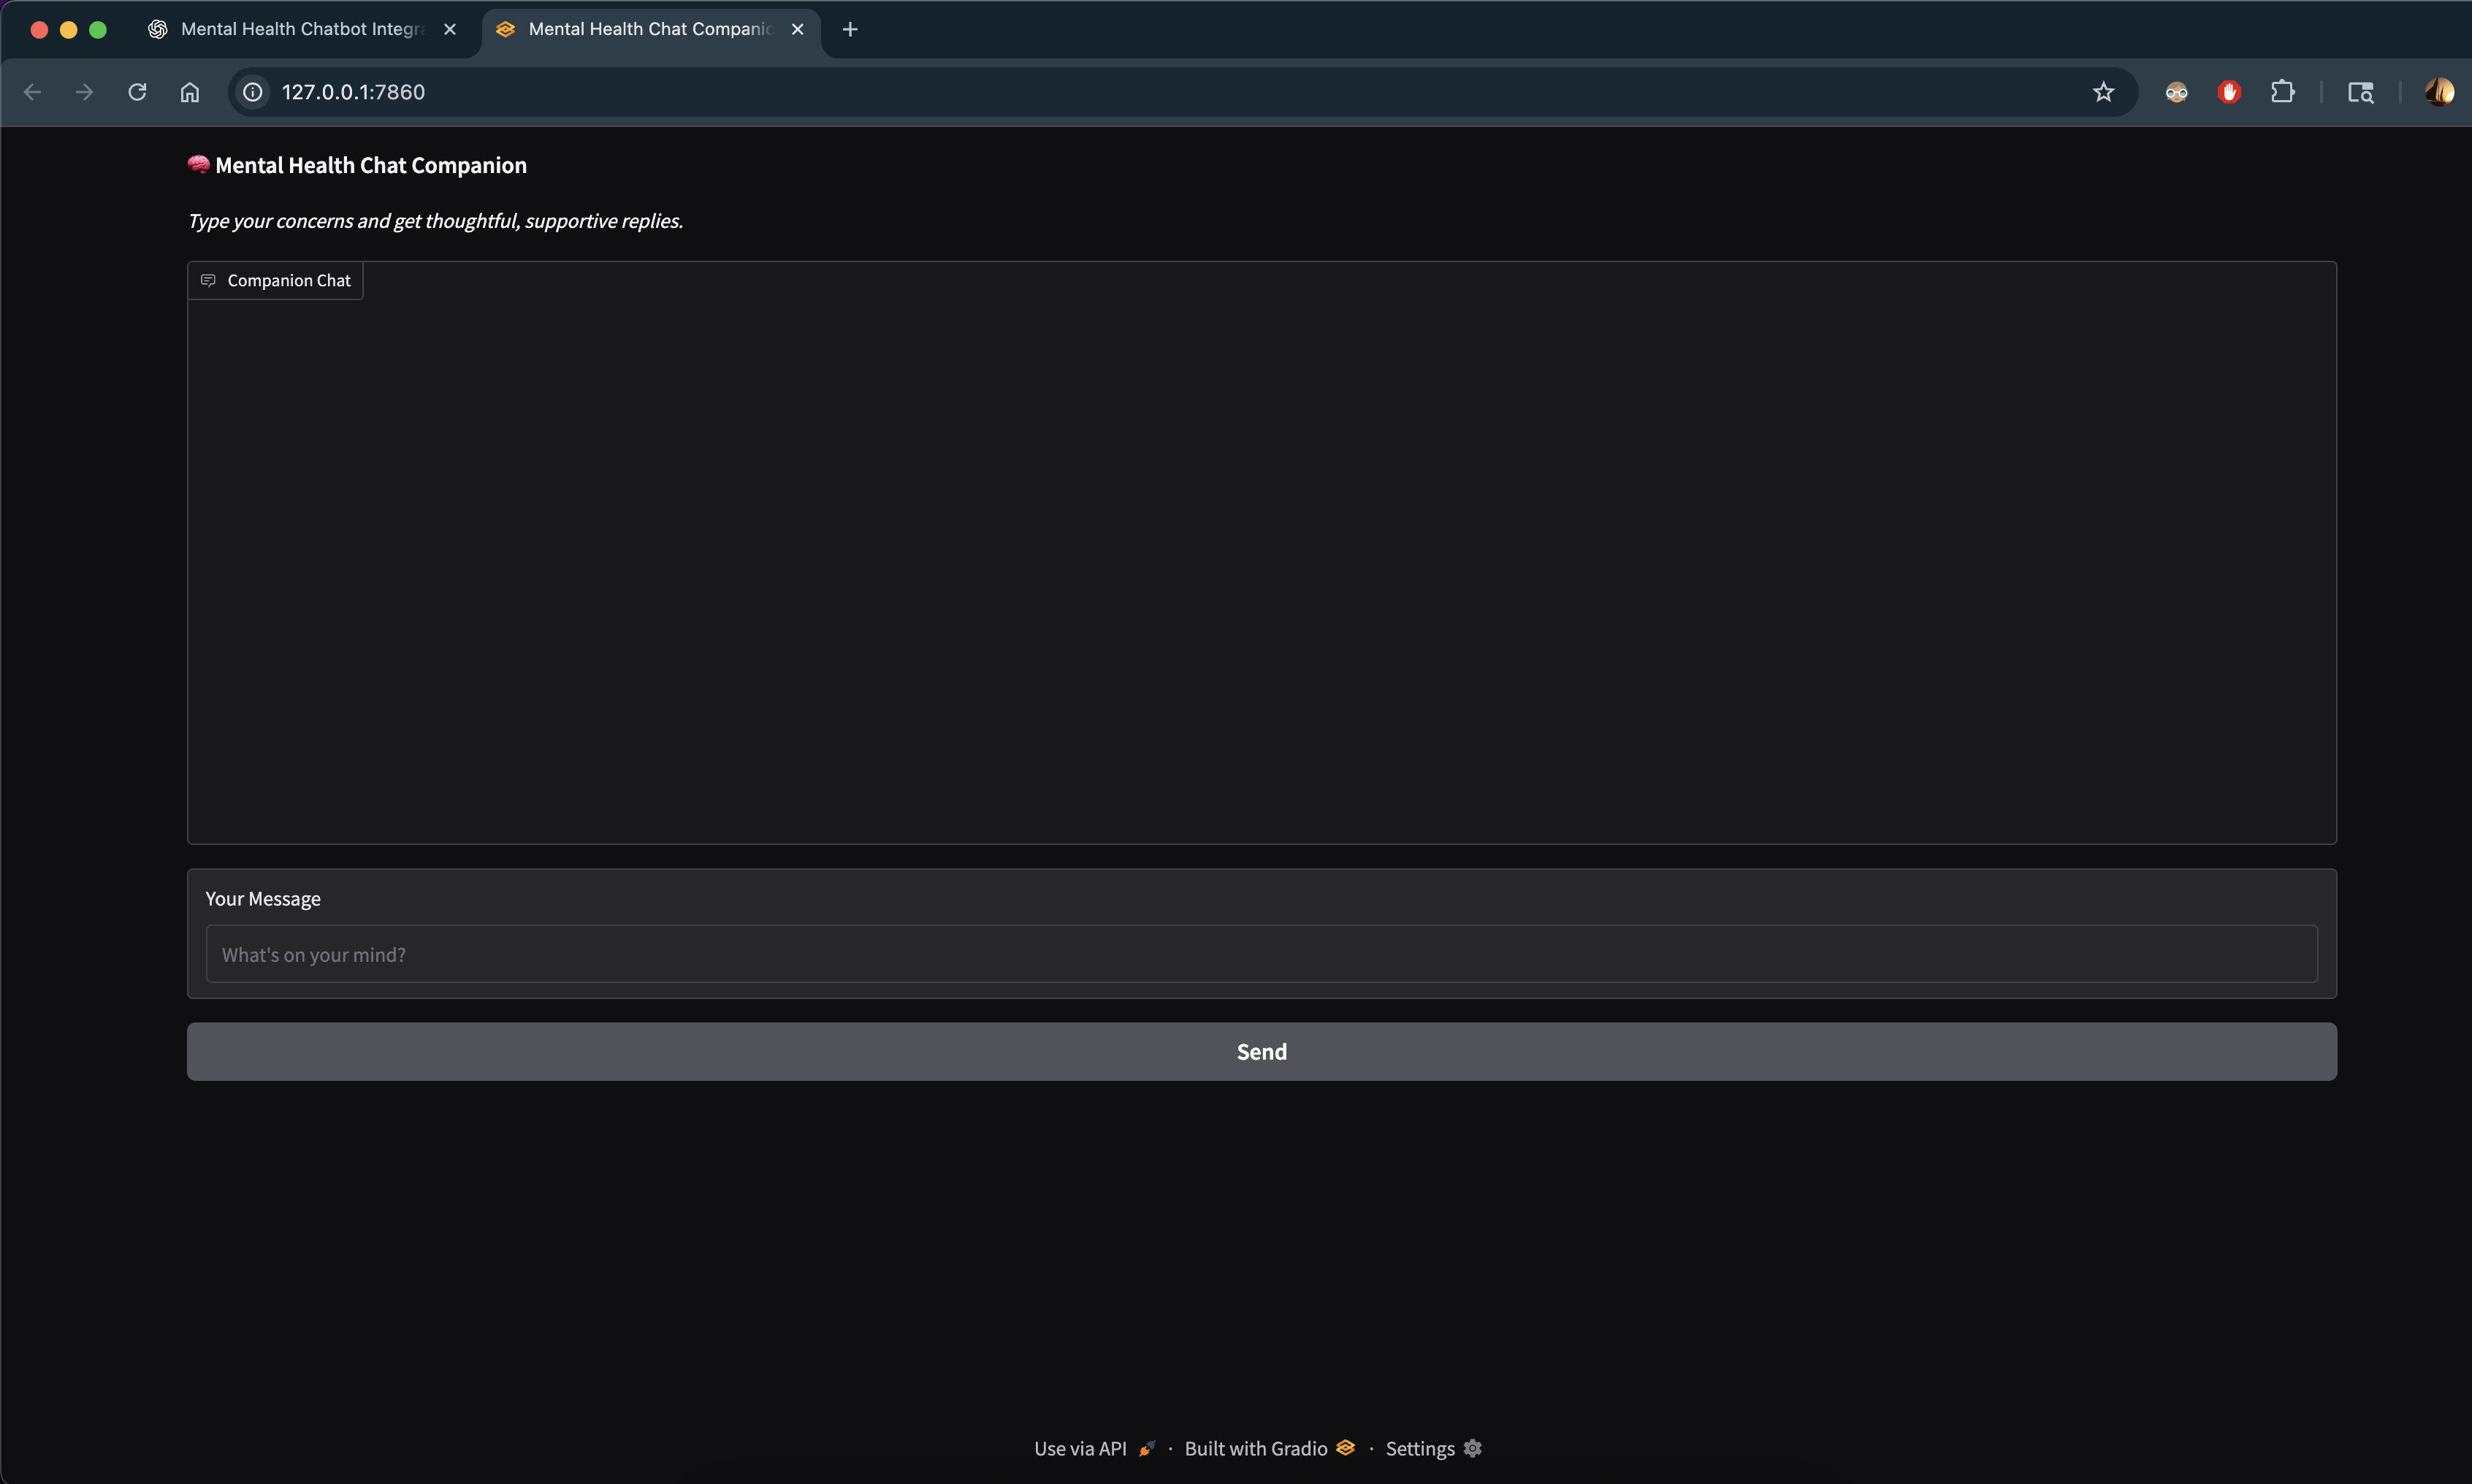 Mental Health Chatbot Integra
Mental Health Chat Companio
127.0.0.1:7860
Mental Health Chat Companion
Type your concerns and get thoughtful, supportive replies.
Companion Chat
Your Message
What's on your mind?
Send
Use via API · Built with Gradio · Settings